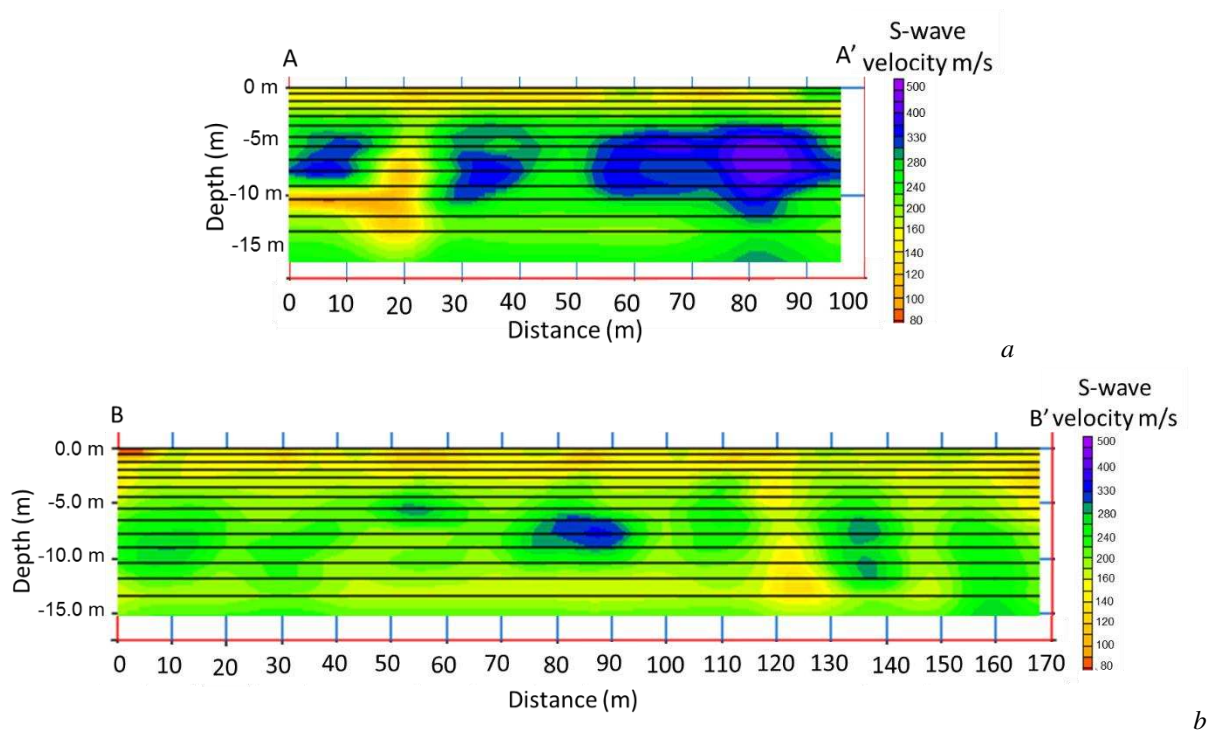 S-wave
A A' velocity m/s
0 m
-5m
-10 m
-15 m
Depth (m)
500
400
330
280
240
200
160
140
120
100
80
0 10 20 30 40 50 60 70 80 90 100
Distance (m)
a
S-wave
B B' velocity m/s
0.0 m
-5.0 m
-10.0 m
-15.0 m
Depth (m)
500
400
330
280
240
200
160
140
120
100
80
0 10 20 30 40 50 60 70 80 90 100 110 120 130 140 150 160 170
Distance (m)
b